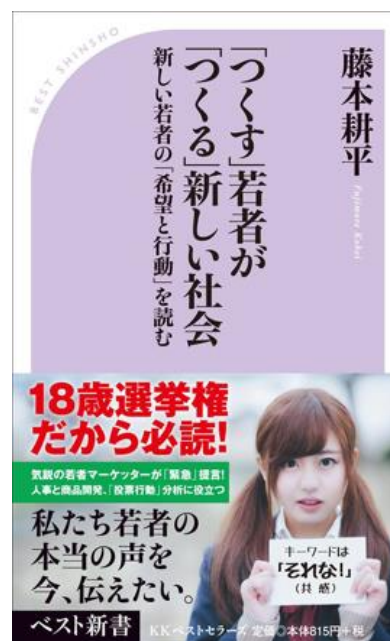 BEST SHINSHO
藤本耕平
Fujimoto Kohei
「つくす」若者が
「つくる」新しい社会
新しい若者の「希望と行動」を読む
18歳選挙権
だから必読!
気鋭の若者マーケッターが「緊急」提言!
人事と商品開発、「投票行動」分析に役立つ
私たち若者の
本当の声を
今、伝えたい。
キーワードは
「それな!」
(共感)
ベスト新書
KKベストセラーズ 定価◎本体815円+税